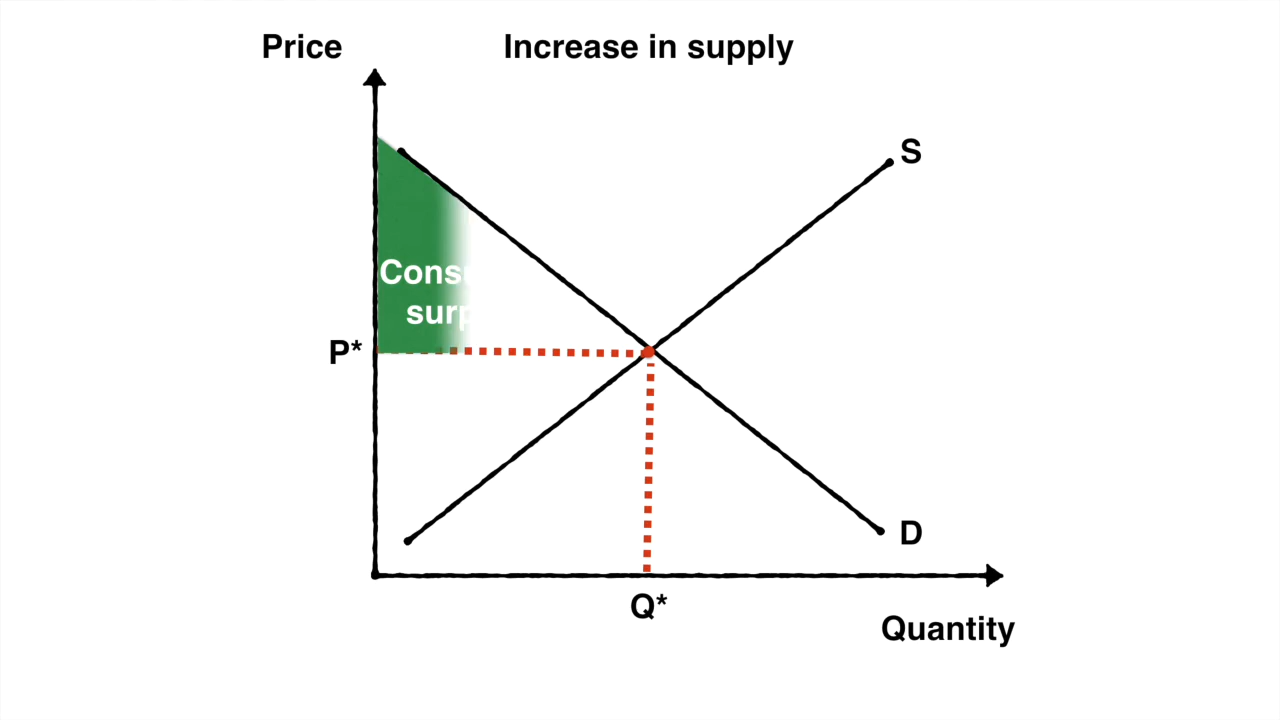 Price
Increase in supply
S
Cons
surp
P*
D
Q*
Quantity